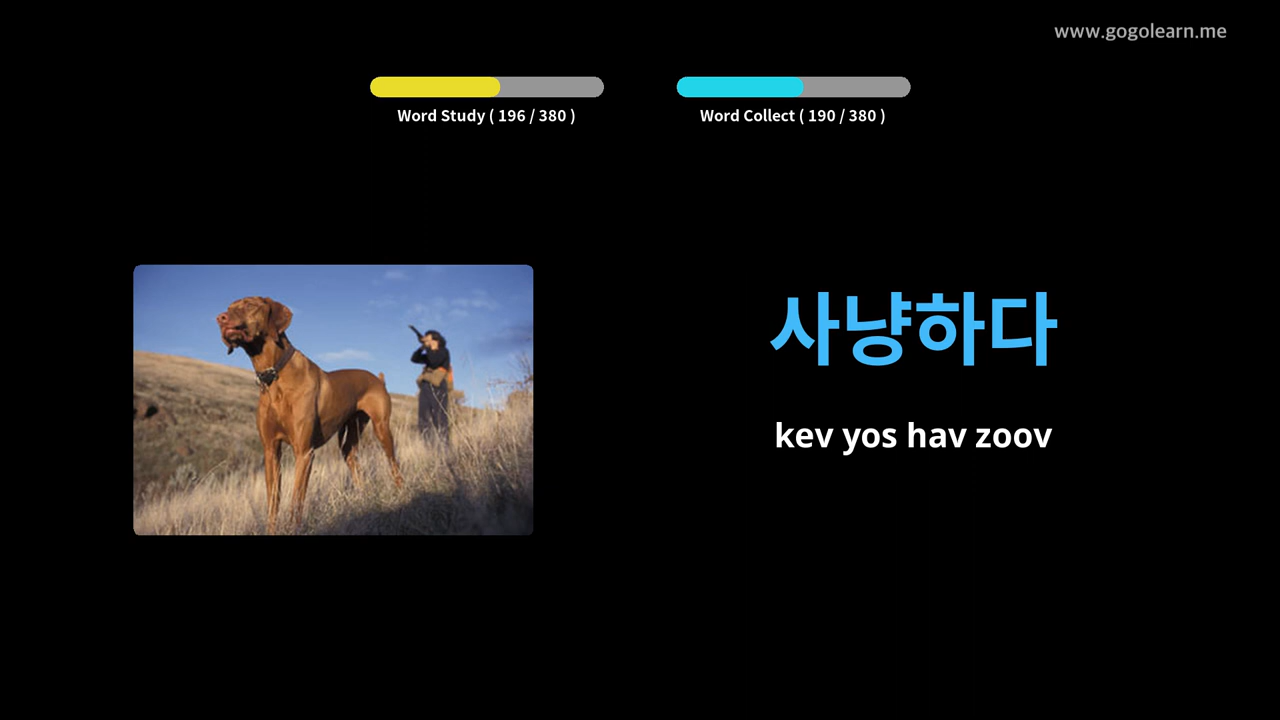 www.gogolearn.me
Word Study ( 196 / 380 )
Word Collect ( 190 / 380 )
사냥하다
kev yos hav zoov